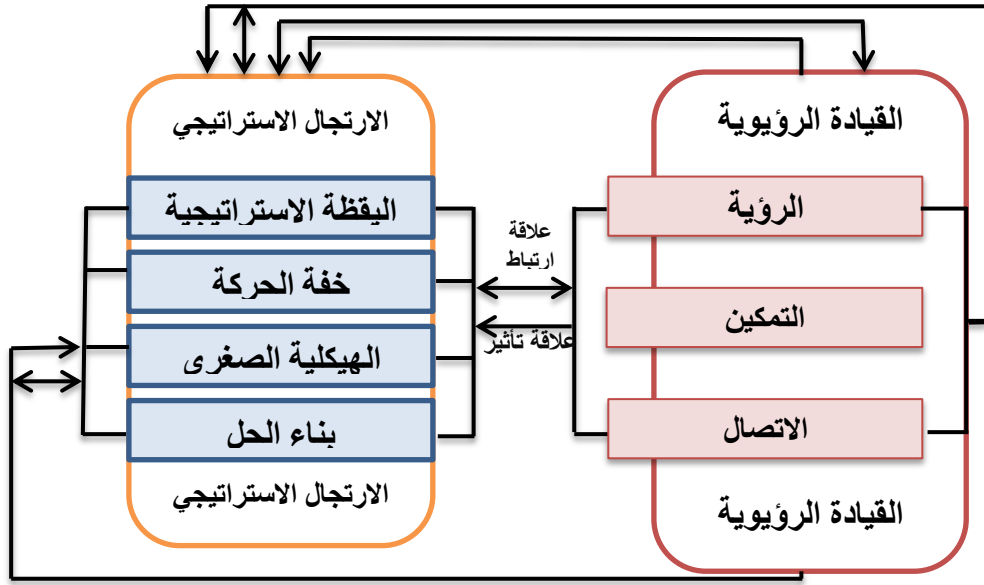 القيادة الرؤيوية
الرؤية
التمكين
الاتصال
القيادة الرؤيوية
علاقة
ارتباط
علاقة تأثير
الارتجال الاستراتيجي
اليقظة الاستراتيجية
خفة الحركة
الهيكلية الصغرى
بناء الحل
الارتجال الاستراتيجي